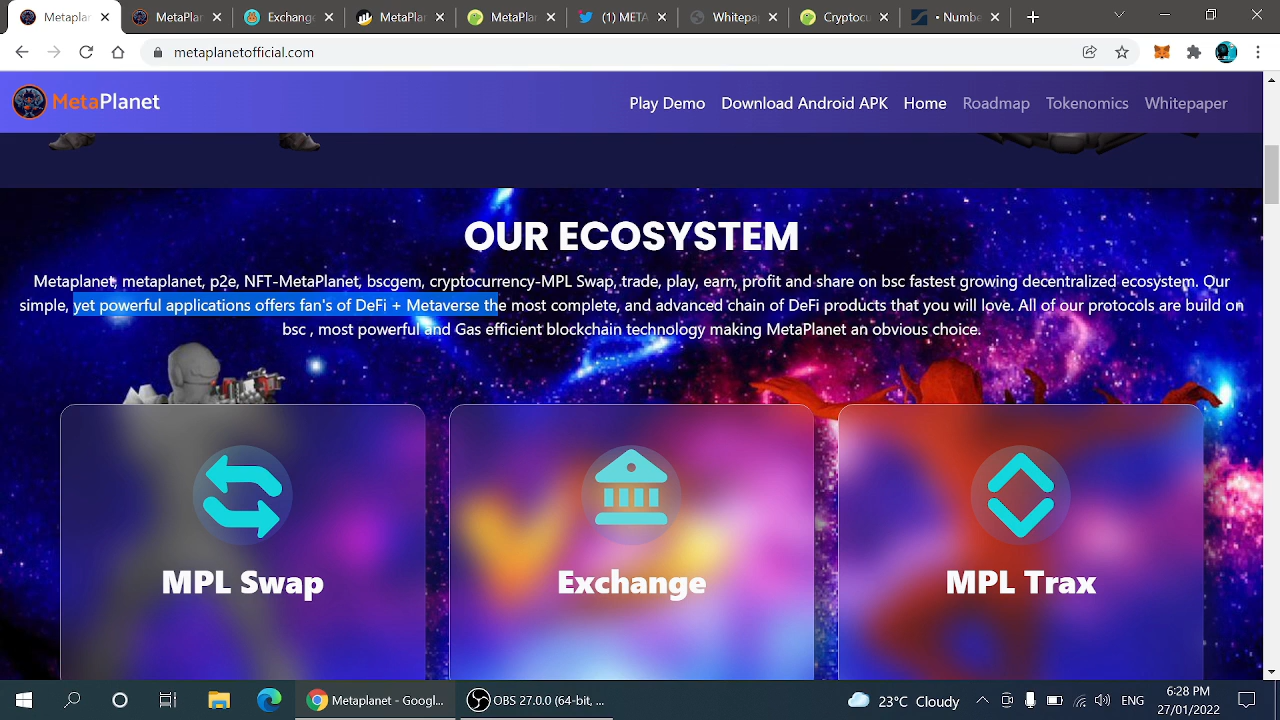 MetaPlar
MetaPlar
Exchange
MetaPlar
MetaPlar
(1) META
Whitepap
Cryptocu
• Numbe
metaplanetofficial.com
MetaPlanet
Play Demo
Download Android APK
Home
Roadmap
Tokenomics
Whitepaper
OUR ECOSYSTEM
Metaplanet, metaplanet, p2e, NFT-MetaPlanet, bscgem, cryptocurrency-MPL Swap, trade, play, earn, profit and share on bsc fastest growing decentralized ecosystem. Our
simple, yet powerful applications offers fan's of DeFi + Metaverse the most complete, and advanced chain of DeFi products that you will love. All of our protocols are build on
bsc , most powerful and Gas efficient blockchain technology making MetaPlanet an obvious choice.
MPL Swap
Exchange
MPL Trax
Metaplanet - Googl...
OBS 27.0.0 (64-bit, ...
23°C Cloudy
ENG
6:28 PM
27/01/2022